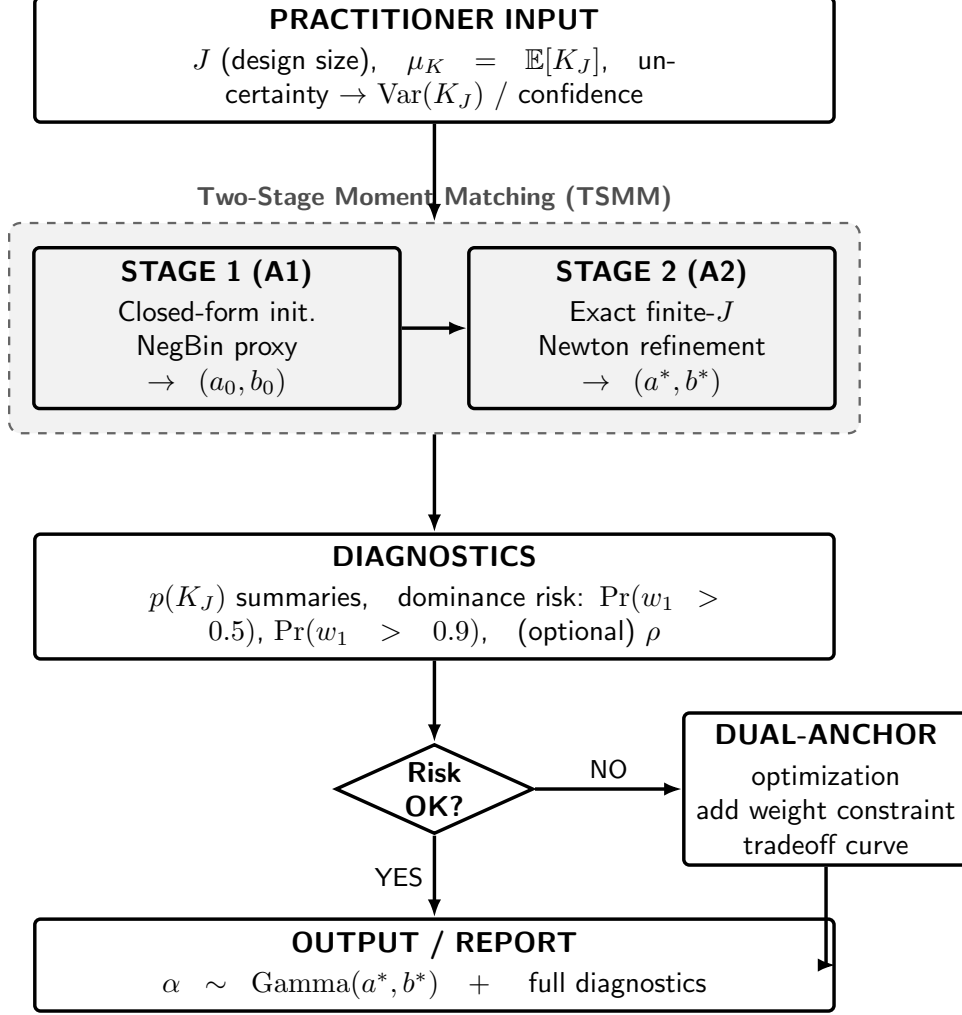 PRACTITIONER INPUT
J (design size), μ_K = 𝔼[K_J], un-
certainty → Var(K_J) / confidence
Two-Stage Moment Matching (TSMM)
STAGE 1 (A1)
Closed-form init.
NegBin proxy
→ (a_0, b_0)
STAGE 2 (A2)
Exact finite-J
Newton refinement
→ (a*, b*)
DIAGNOSTICS
p(K_J) summaries, dominance risk: Pr(w_1 >
0.5), Pr(w_1 > 0.9), (optional) ρ
Risk
OK?
NO
DUAL-ANCHOR
optimization
add weight constraint
tradeoff curve
YES
OUTPUT / REPORT
α ∼ Gamma(a*, b*) + full diagnostics